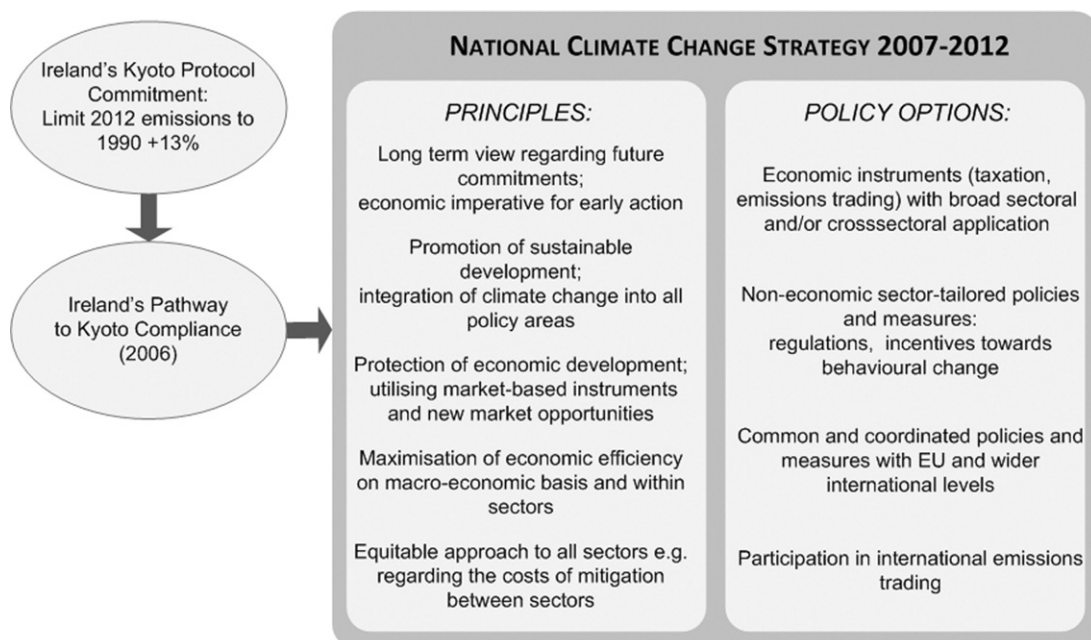 Ireland's Kyoto Protocol
Commitment:
Limit 2012 emissions to
1990 +13%
Ireland's Pathway
to Kyoto Compliance
(2006)
NATIONAL CLIMATE CHANGE STRATEGY 2007-2012
PRINCIPLES:
Long term view regarding future
commitments;
economic imperative for early action
Promotion of sustainable
development;
integration of climate change into all
policy areas
Protection of economic development;
utilising market-based instruments
and new market opportunities
Maximisation of economic efficiency
on macro-economic basis and within
sectors
Equitable approach to all sectors e.g.
regarding the costs of mitigation
between sectors
POLICY OPTIONS:
Economic instruments (taxation,
emissions trading) with broad sectoral
and/or crosssectoral application
Non-economic sector-tailored policies
and measures:
regulations, incentives towards
behavioural change
Common and coordinated policies and
measures with EU and wider
international levels
Participation in international emissions
trading